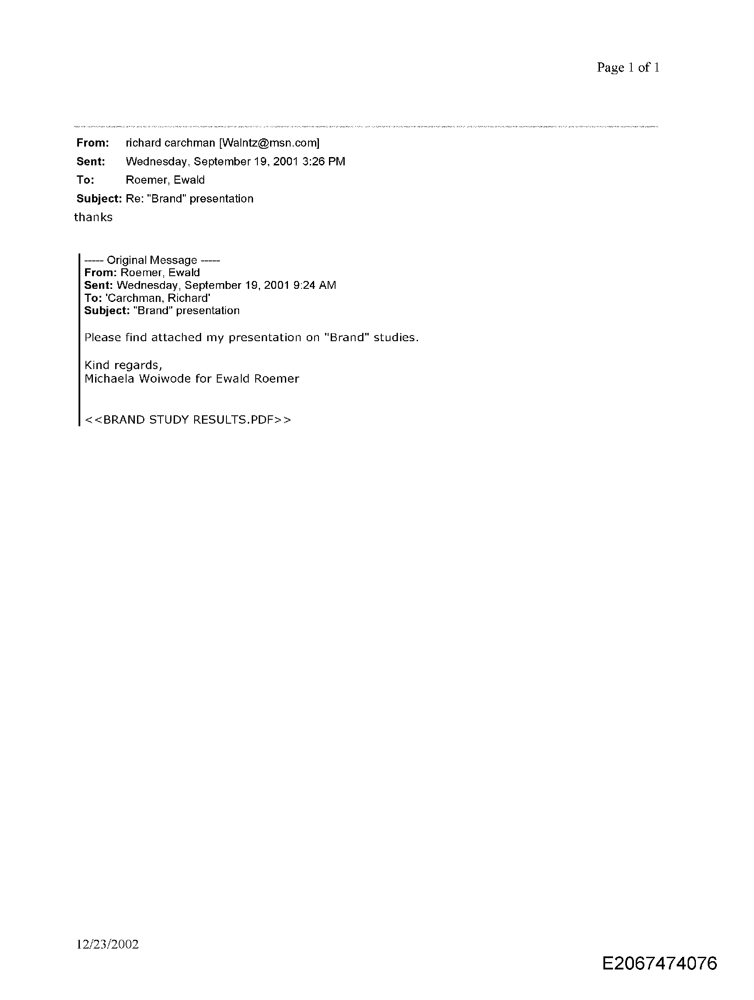 Page 1 of 1
From: richard carchman [Walntz@msn.com]
Sent: Wednesday, September 19, 2001 3:26 PM
To: Roemer, Ewald
Subject: Re: "Brand" presentation
thanks
----- Original Message -----
From: Roemer, Ewald
Sent: Wednesday, September 19, 2001 9:24 AM
To: 'Carchman, Richard'
Subject: "Brand" presentation
Please find attached my presentation on "Brand" studies.
Kind regards,
Michaela Woiwode for Ewald Roemer
<<BRAND STUDY RESULTS.PDF>>
12/23/2002
E2067474076